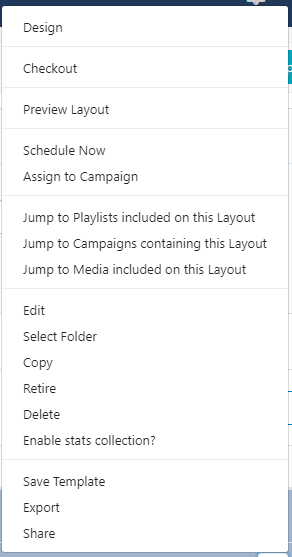 Design
Checkout
Preview Layout
Schedule Now
Assign to Campaign
Jump to Playlists included on this Layout
Jump to Campaigns containing this Layout
Jump to Media included on this Layout
Edit
Select Folder
Copy
Retire
Delete
Enable stats collection?
Save Template
Export
Share